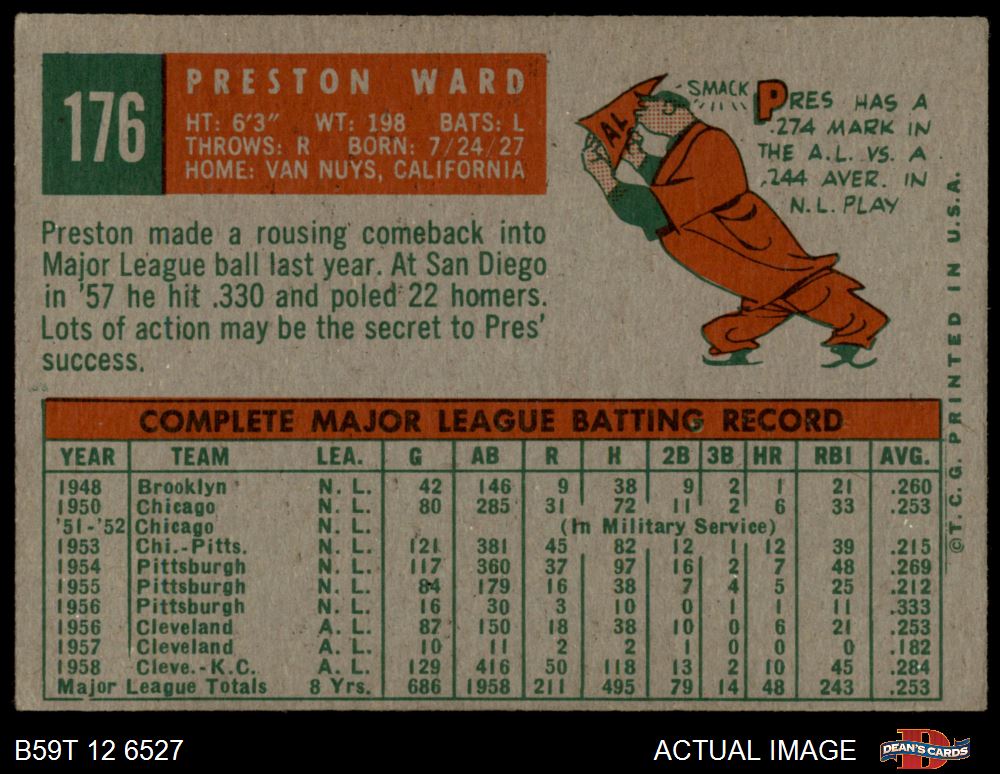 176
PRESTON WARD
HT: 6'3" WT: 198 BATS: L
THROWS: R BORN: 7/24/27
HOME: VAN NUYS, CALIFORNIA
AL
SMACK
PRES HAS A
.274 MARK IN
THE A.L. VS. A
.244 AVER. IN
N.L. PLAY
Preston made a rousing comeback into
Major League ball last year. At San Diego
in '57 he hit .330 and poled 22 homers.
Lots of action may be the secret to Pres'
success.
©T. C. G. PRINTED IN U.S.A.
COMPLETE MAJOR LEAGUE BATTING RECORD
YEAR TEAM LEA. G AB R H 2B 3B HR RBI AVG.
1948 Brooklyn N. L. 42 146 9 38 9 2 1 21 .260
1950 Chicago N. L. 80 285 31 72 11 2 6 33 .253
'51-'52 Chicago N. L. (In Military Service)
1953 Chi.-Pitts. N. L. 121 381 45 82 12 1 12 39 .215
1954 Pittsburgh N. L. 117 360 37 97 16 2 7 48 .269
1955 Pittsburgh N. L. 84 179 16 38 7 4 5 25 .212
1956 Pittsburgh N. L. 16 30 3 10 0 1 1 11 .333
1956 Cleveland A. L. 87 150 18 38 10 0 6 21 .253
1957 Cleveland A. L. 10 11 2 2 1 0 0 0 .182
1958 Cleve.-K.C. A. L. 129 416 50 118 13 2 10 45 .284
Major League Totals 8 Yrs. 686 1958 211 495 79 14 48 243 .253
B59T 12 6527
ACTUAL IMAGE
DEAN'S CARDS